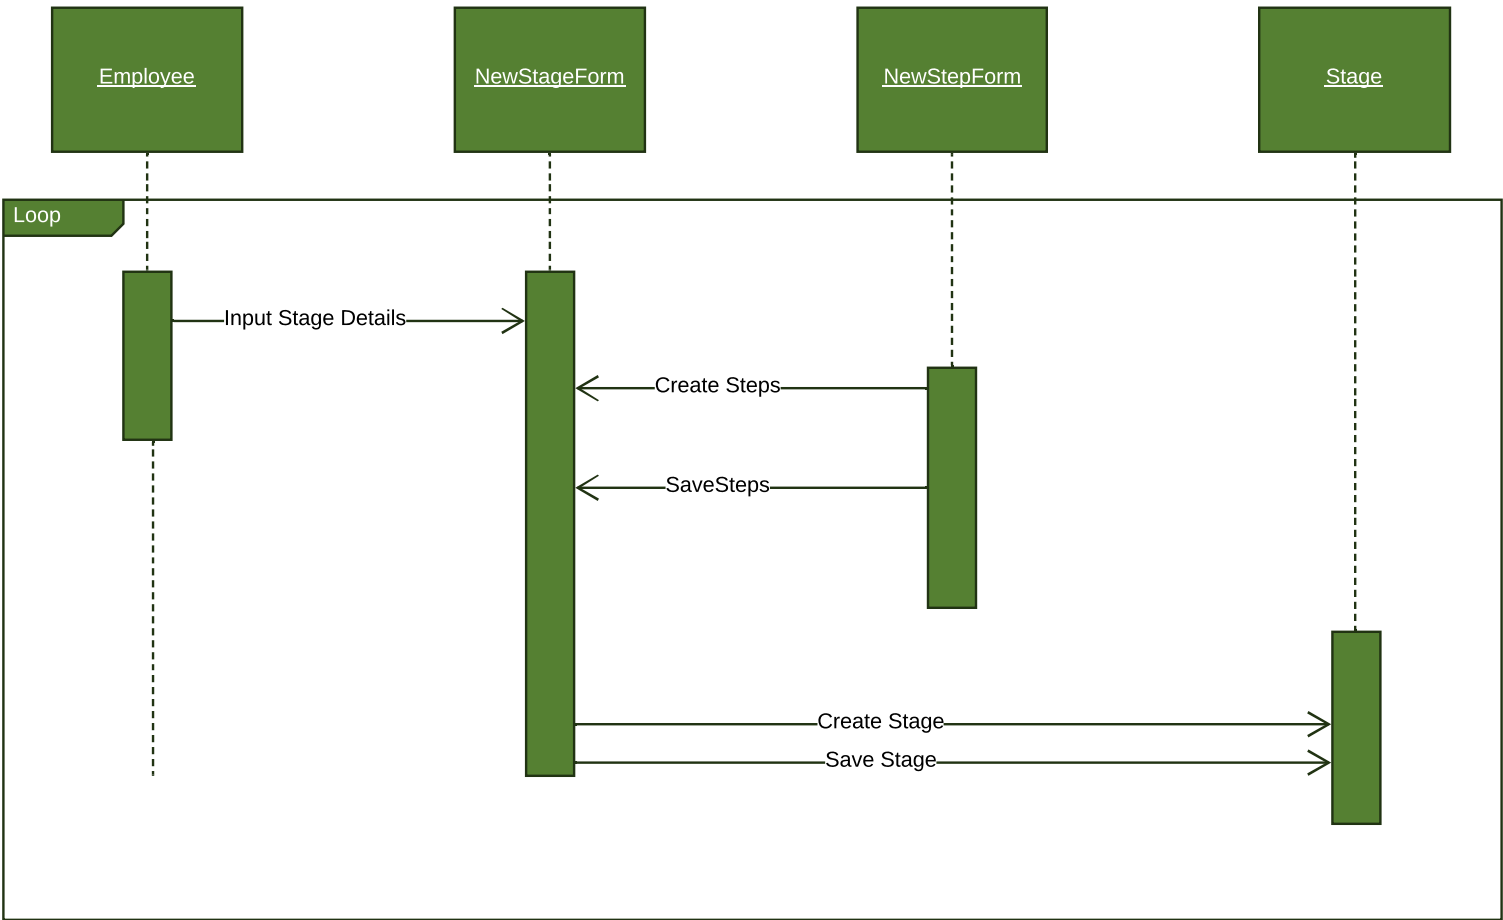 Employee
NewStageForm
NewStepForm
Stage
Loop
Input Stage Details
Create Steps
SaveSteps
Create Stage
Save Stage